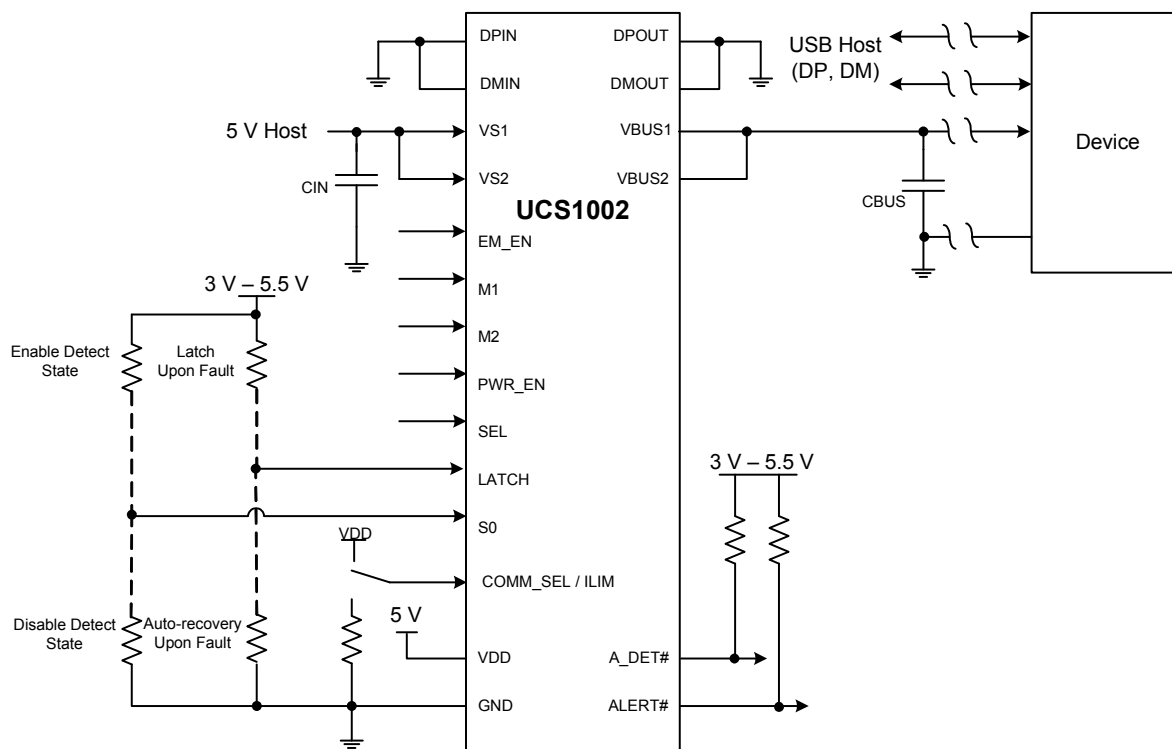 DPIN
DPOUT
USB Host
(DP, DM)
DMIN
DMOUT
5 V Host
VS1
VBUS1
Device
CIN
VS2
VBUS2
CBUS
UCS1002
EM_EN
3 V – 5.5 V
M1
Enable Detect
State
Latch
Upon Fault
M2
PWR_EN
SEL
LATCH
3 V – 5.5 V
S0
VDD
COMM_SEL / ILIM
Disable Detect
State
Auto-recovery
Upon Fault
5 V
VDD
A_DET#
GND
ALERT#